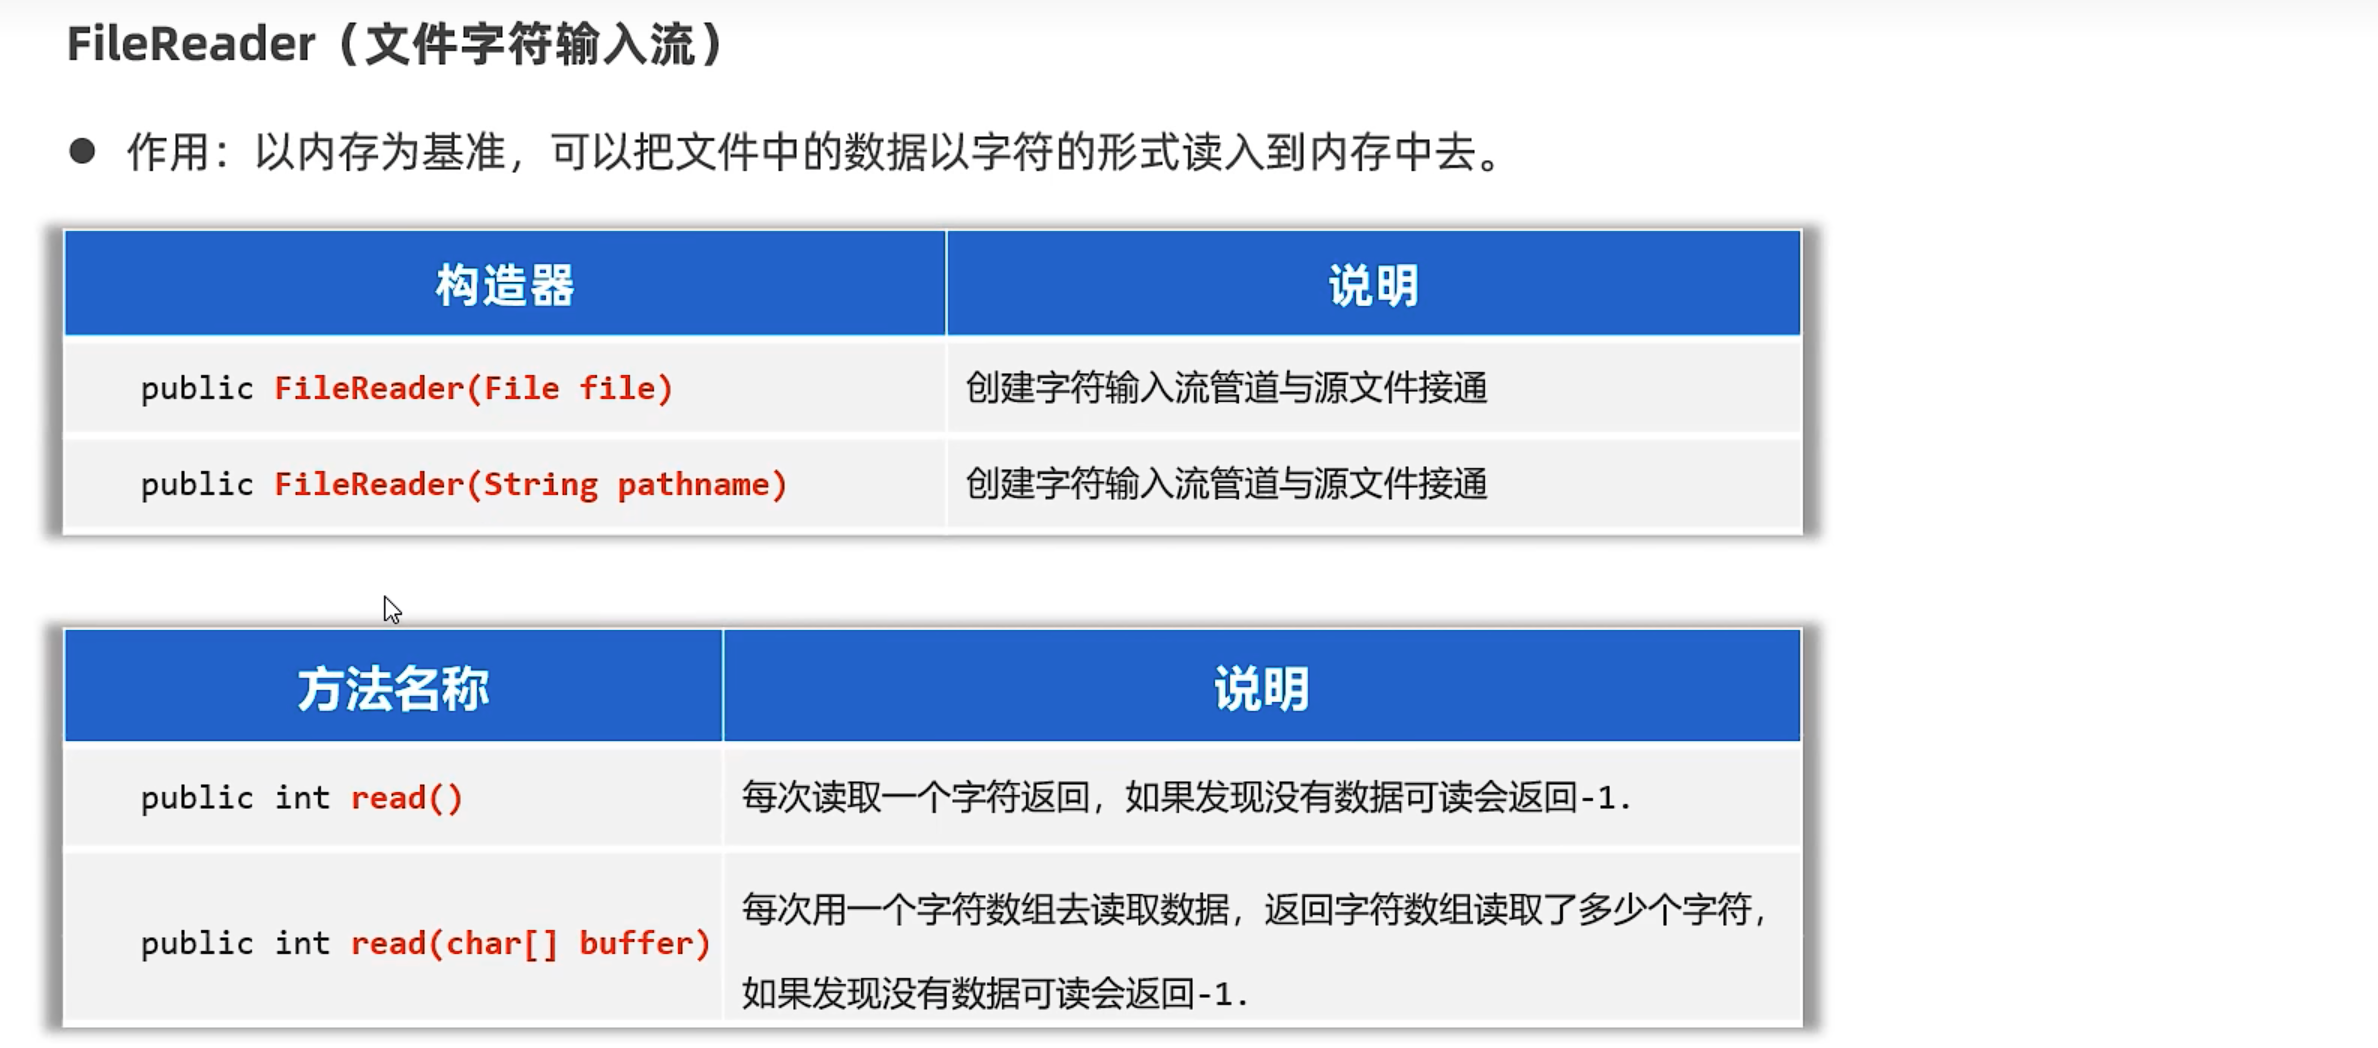 FileReader（文件字符输入流）
● 作用：以内存为基准，可以把文件中的数据以字符的形式读入到内存中去。
构造器 说明
public FileReader(File file) 创建字符输入流管道与源文件接通
public FileReader(String pathname) 创建字符输入流管道与源文件接通
方法名称 说明
public int read() 每次读取一个字符返回，如果发现没有数据可读会返回-1.
public int read(char[] buffer) 每次用一个字符数组去读取数据，返回字符数组读取了多少个字符，
如果发现没有数据可读会返回-1.